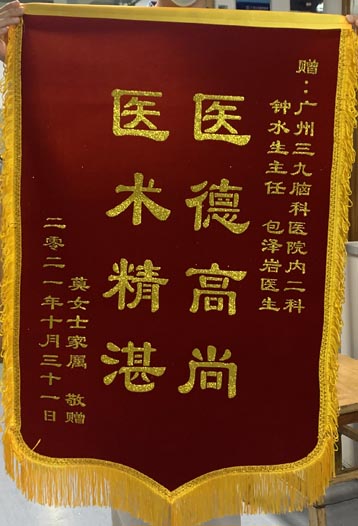 赠：广州三九脑科医院内二科
钟水生主任 包泽岩医生
医德高尚
医术精湛
莫女士家属 敬赠
二零二一年十月三十一日